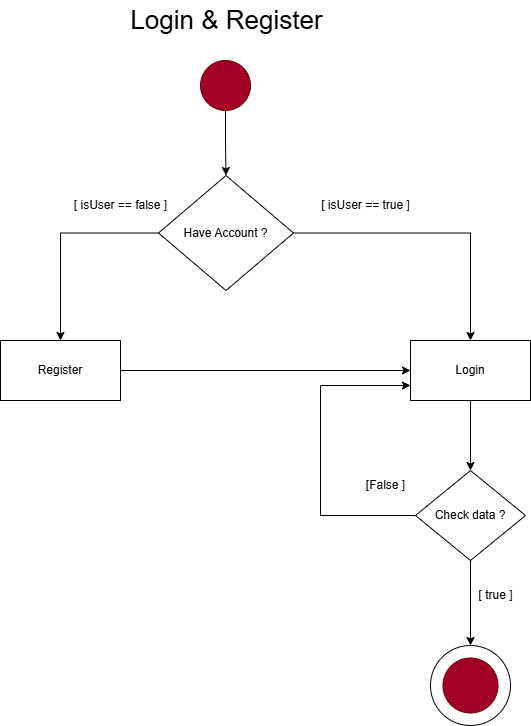 Login & Register
[ isUser == false ]
[ isUser == true ]
Have Account ?
Register
Login
[False ]
Check data ?
[ true ]